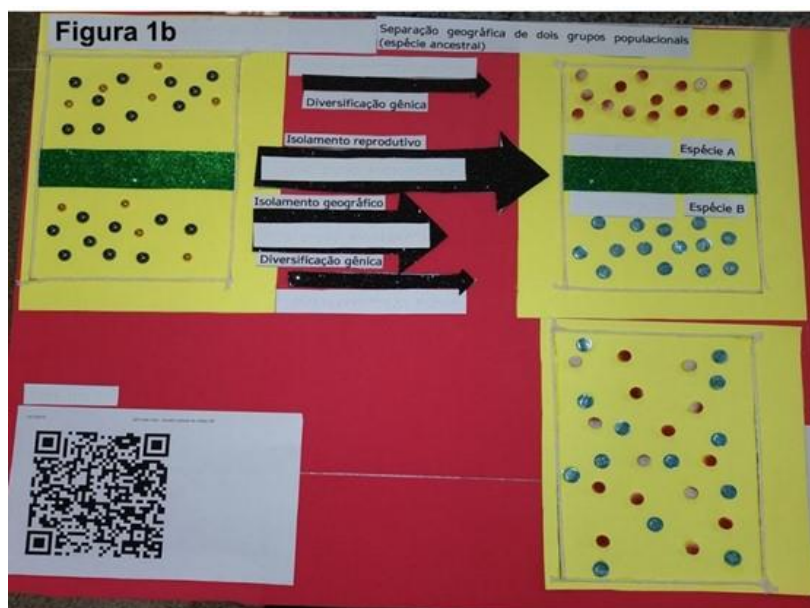 Figura 1b
Separação geográfica de dois grupos populacionais
(espécie ancestral)
Diversificação gênica
Isolamento reprodutivo
Espécie A
Isolamento geográfico
Espécie B
Diversificação gênica